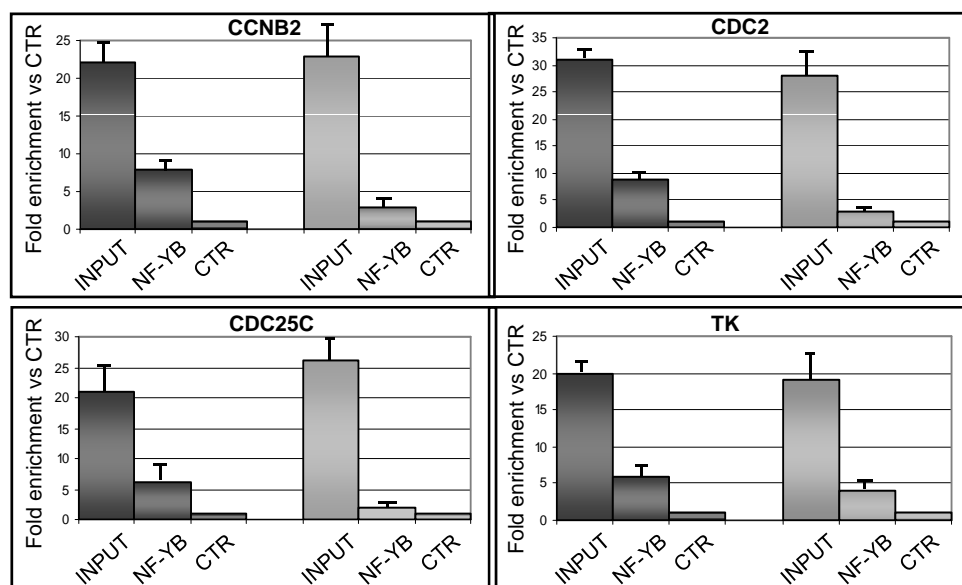 CCNB2
Fold enrichment vs CTR
25
20
15
10
5
0
INPUT
NF-YB
CTR
INPUT
NF-YB
CTR
CDC2
Fold enrichment vs CTR
35
30
25
20
15
10
5
0
INPUT
NF-YB
CTR
INPUT
NF-YB
CTR
CDC25C
Fold enrichment vs CTR
30
25
20
15
10
5
0
INPUT
NF-YB
CTR
INPUT
NF-YB
CTR
TK
Fold enrichment vs CTR
25
20
15
10
5
0
INPUT
NF-YB
CTR
INPUT
NF-YB
CTR